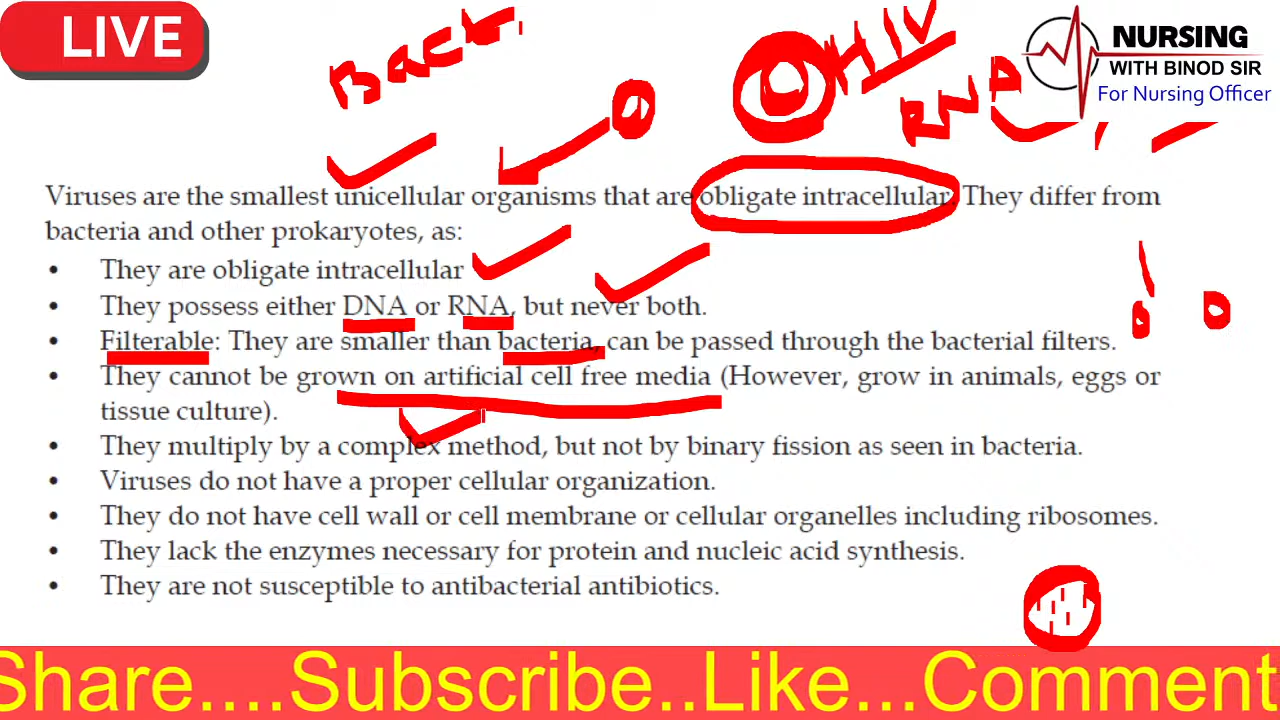 LIVE
Bact.
HIV
RNA
NURSING
WITH BINOD SIR
For Nursing Officer
Viruses are the smallest unicellular organisms that are obligate intracellular. They differ from
bacteria and other prokaryotes, as:
• They are obligate intracellular
• They possess either DNA or RNA, but never both.
• Filterable: They are smaller than bacteria, can be passed through the bacterial filters.
• They cannot be grown on artificial cell free media (However, grow in animals, eggs or
tissue culture).
• They multiply by a complex method, but not by binary fission as seen in bacteria.
• Viruses do not have a proper cellular organization.
• They do not have cell wall or cell membrane or cellular organelles including ribosomes.
• They lack the enzymes necessary for protein and nucleic acid synthesis.
• They are not susceptible to antibacterial antibiotics.
Share....Subscribe..Like...Comment